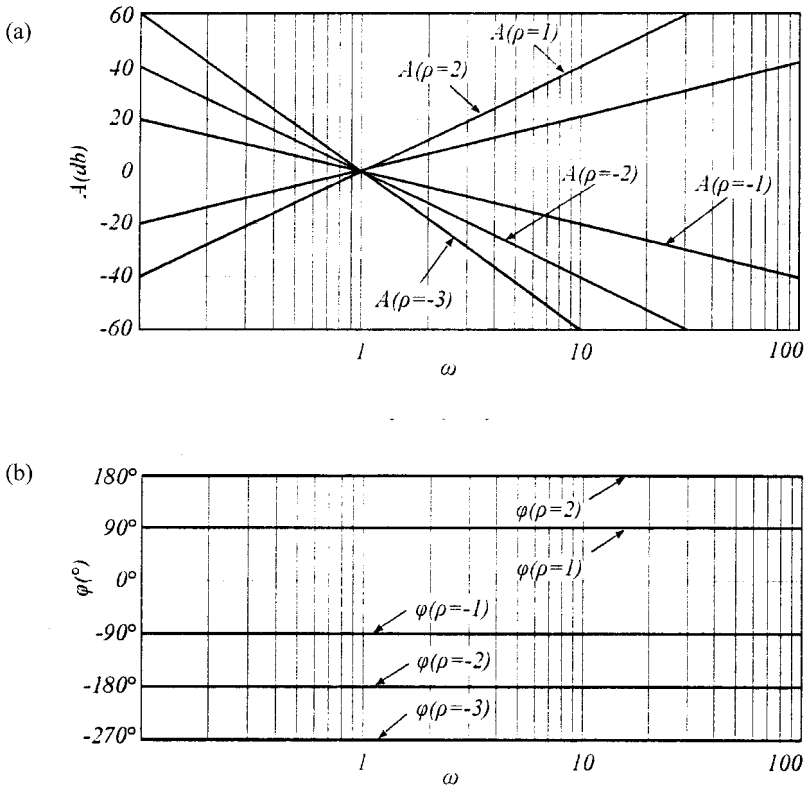 (a)
60
40
20
0
-20
-40
-60
A(db)
A(ρ=1)
A(ρ=2)
A(ρ=-2)
A(ρ=-1)
A(ρ=-3)
1
10
100
ω
(b)
180°
90°
0°
-90°
-180°
-270°
φ(°)
φ(ρ=2)
φ(ρ=1)
φ(ρ=-1)
φ(ρ=-2)
φ(ρ=-3)
1
10
100
ω